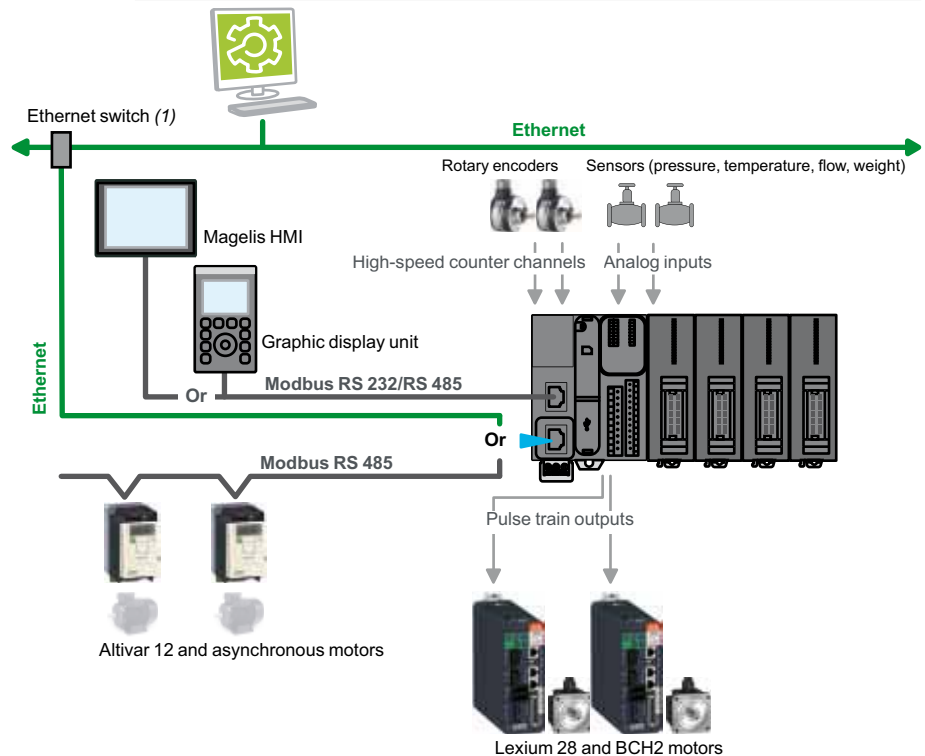 Ethernet switch (1)
Ethernet
Rotary encoders
Sensors (pressure, temperature, flow, weight)
Magelis HMI
High-speed counter channels
Analog inputs
Graphic display unit
Ethernet
Modbus RS 232/RS 485
Or
Or
Modbus RS 485
Pulse train outputs
Altivar 12 and asynchronous motors
Lexium 28 and BCH2 motors